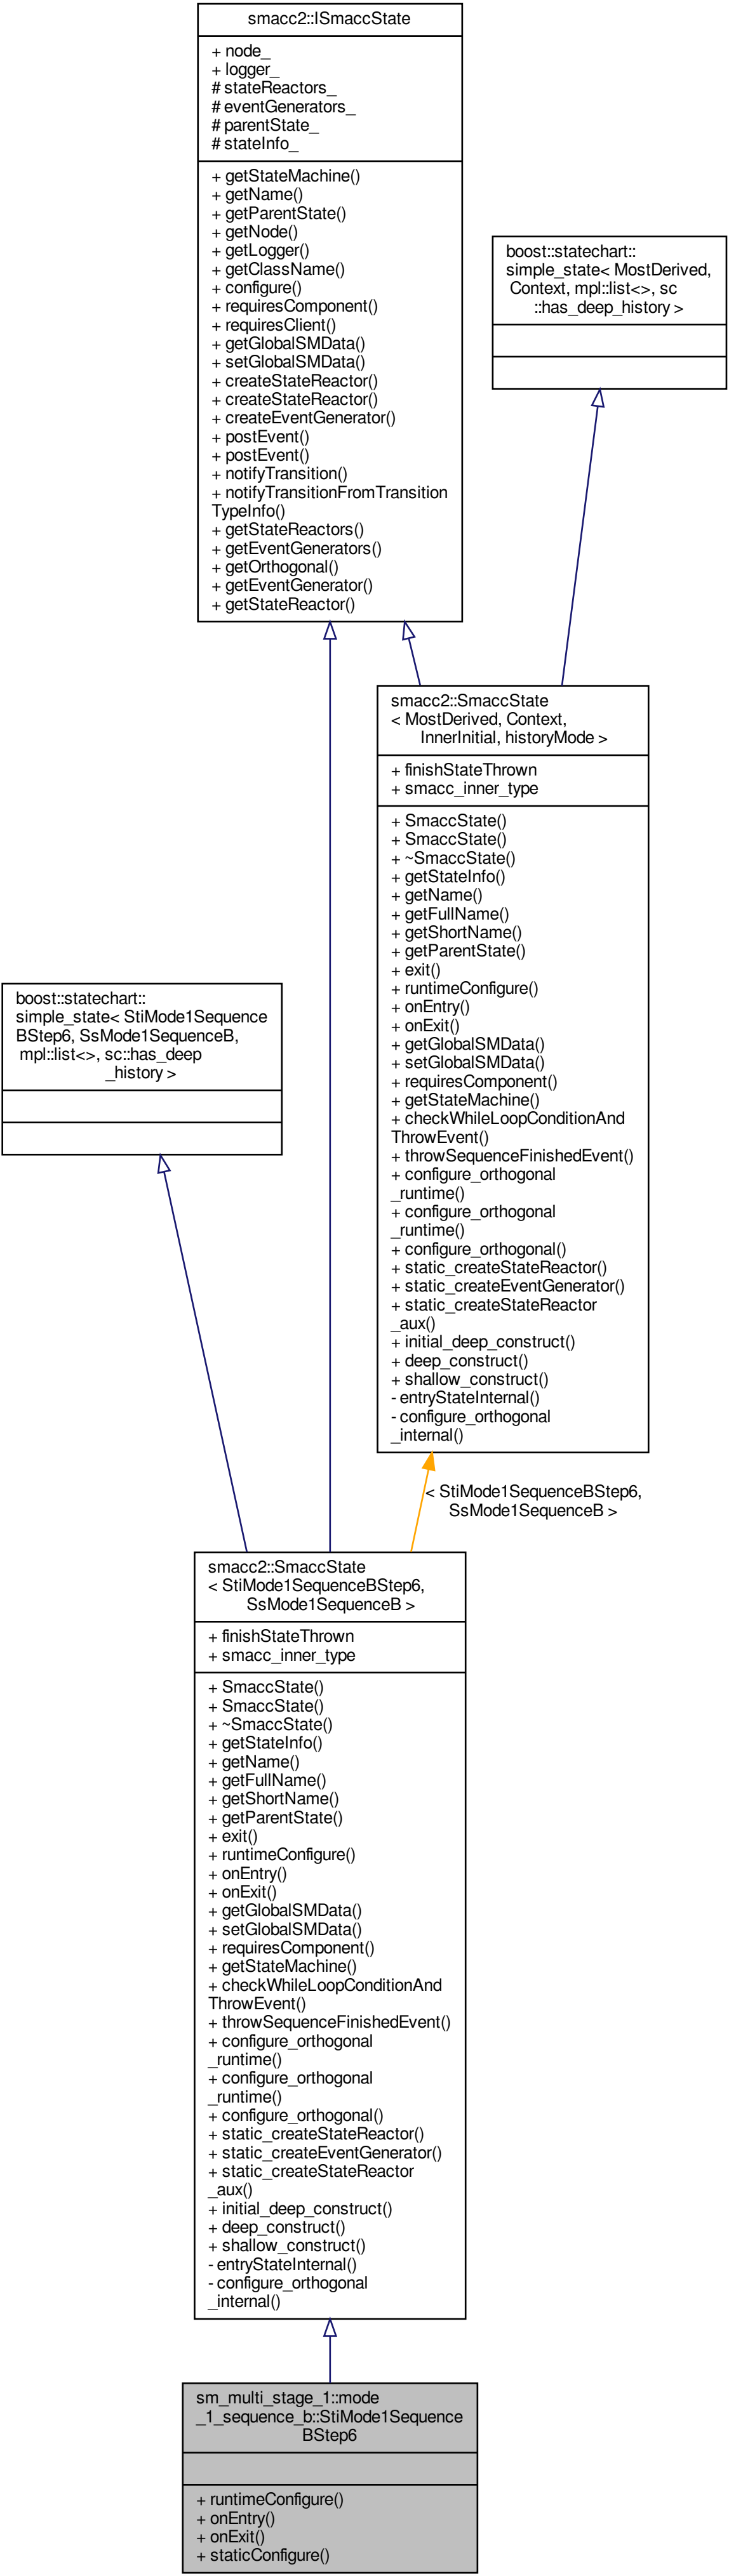 smacc2::ISmaccState
+ node_
+ logger_
# stateReactors_
# eventGenerators_
# parentState_
# stateInfo_
+ getStateMachine()
+ getName()
+ getParentState()
+ getNode()
+ getLogger()
+ getClassName()
+ configure()
+ requiresComponent()
+ requiresClient()
+ getGlobalSMData()
+ setGlobalSMData()
+ createStateReactor()
+ createStateReactor()
+ createEventGenerator()
+ postEvent()
+ postEvent()
+ notifyTransition()
+ notifyTransitionFromTransition
TypeInfo()
+ getStateReactors()
+ getEventGenerators()
+ getOrthogonal()
+ getEventGenerator()
+ getStateReactor()
boost::statechart::
simple_state< MostDerived,
Context, mpl::list<>, sc
::has_deep_history >
smacc2::SmaccState
< MostDerived, Context,
InnerInitial, historyMode >
+ finishStateThrown
+ smacc_inner_type
+ SmaccState()
+ SmaccState()
+ ~SmaccState()
+ getStateInfo()
+ getName()
+ getFullName()
+ getShortName()
+ getParentState()
+ exit()
+ runtimeConfigure()
+ onEntry()
+ onExit()
+ getGlobalSMData()
+ setGlobalSMData()
+ requiresComponent()
+ getStateMachine()
+ checkWhileLoopConditionAnd
ThrowEvent()
+ throwSequenceFinishedEvent()
+ configure_orthogonal
_runtime()
+ configure_orthogonal
_runtime()
+ configure_orthogonal()
+ static_createStateReactor()
+ static_createEventGenerator()
+ static_createStateReactor
_aux()
+ initial_deep_construct()
+ deep_construct()
+ shallow_construct()
- entryStateInternal()
- configure_orthogonal
_internal()
boost::statechart::
simple_state< StiMode1Sequence
BStep6, SsMode1SequenceB,
mpl::list<>, sc::has_deep
_history >
< StiMode1SequenceBStep6,
SsMode1SequenceB >
smacc2::SmaccState
< StiMode1SequenceBStep6,
SsMode1SequenceB >
+ finishStateThrown
+ smacc_inner_type
+ SmaccState()
+ SmaccState()
+ ~SmaccState()
+ getStateInfo()
+ getName()
+ getFullName()
+ getShortName()
+ getParentState()
+ exit()
+ runtimeConfigure()
+ onEntry()
+ onExit()
+ getGlobalSMData()
+ setGlobalSMData()
+ requiresComponent()
+ getStateMachine()
+ checkWhileLoopConditionAnd
ThrowEvent()
+ throwSequenceFinishedEvent()
+ configure_orthogonal
_runtime()
+ configure_orthogonal
_runtime()
+ configure_orthogonal()
+ static_createStateReactor()
+ static_createEventGenerator()
+ static_createStateReactor
_aux()
+ initial_deep_construct()
+ deep_construct()
+ shallow_construct()
- entryStateInternal()
- configure_orthogonal
_internal()
sm_multi_stage_1::mode
_1_sequence_b::StiMode1Sequence
BStep6
+ runtimeConfigure()
+ onEntry()
+ onExit()
+ staticConfigure()